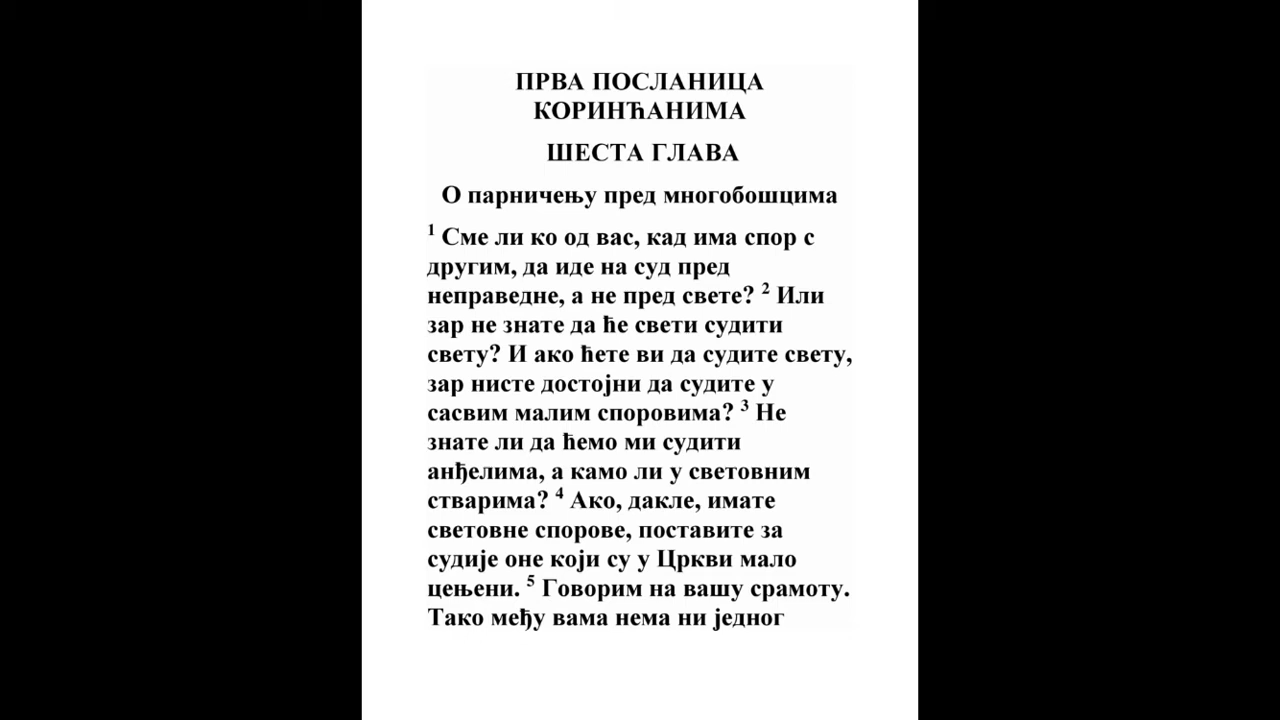 ПРВА ПОСЛАНИЦА
КОРИНЋАНИМА
ШЕСТА ГЛАВА
О парничењу пред многобошцима
¹ Сме ли ко од вас, кад има спор с
другим, да иде на суд пред
неправедне, а не пред свете? ² Или
зар не знате да ће свети судити
свету? И ако ћете ви да судите свету,
зар нисте достојни да судите у
сасвим малим споровима? ³ Не
знате ли да ћемо ми судити
анђелима, а камо ли у световним
стварима? ⁴ Ако, дакле, имате
световне спорове, поставите за
судије оне који су у Цркви мало
цењени. ⁵ Говорим на вашу срамоту.
Тако међу вама нема ни једног